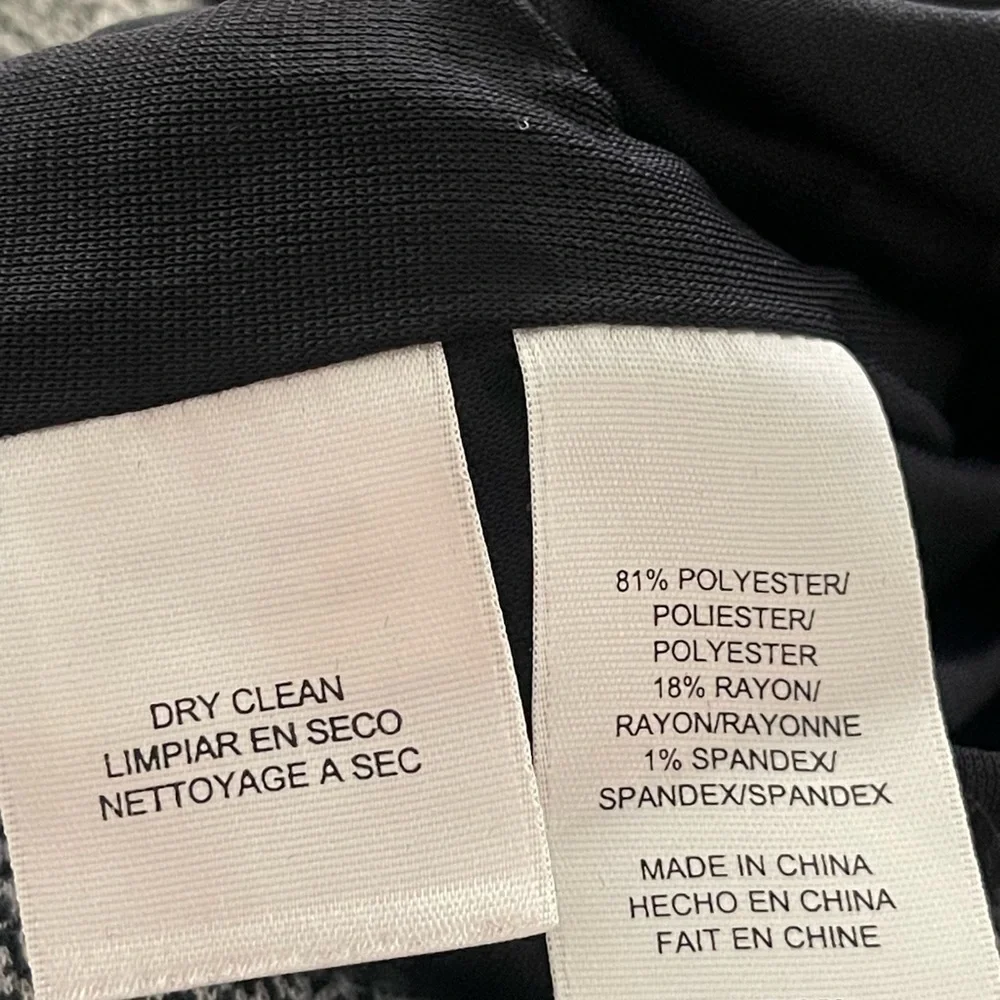 DRY CLEAN
LIMPIAR EN SECO
NETTOYAGE A SEC
81% POLYESTER/
POLIESTER/
POLYESTER
18% RAYON/
RAYON/RAYONNE
1% SPANDEX/
SPANDEX/SPANDEX
MADE IN CHINA
HECHO EN CHINA
FAIT EN CHINE